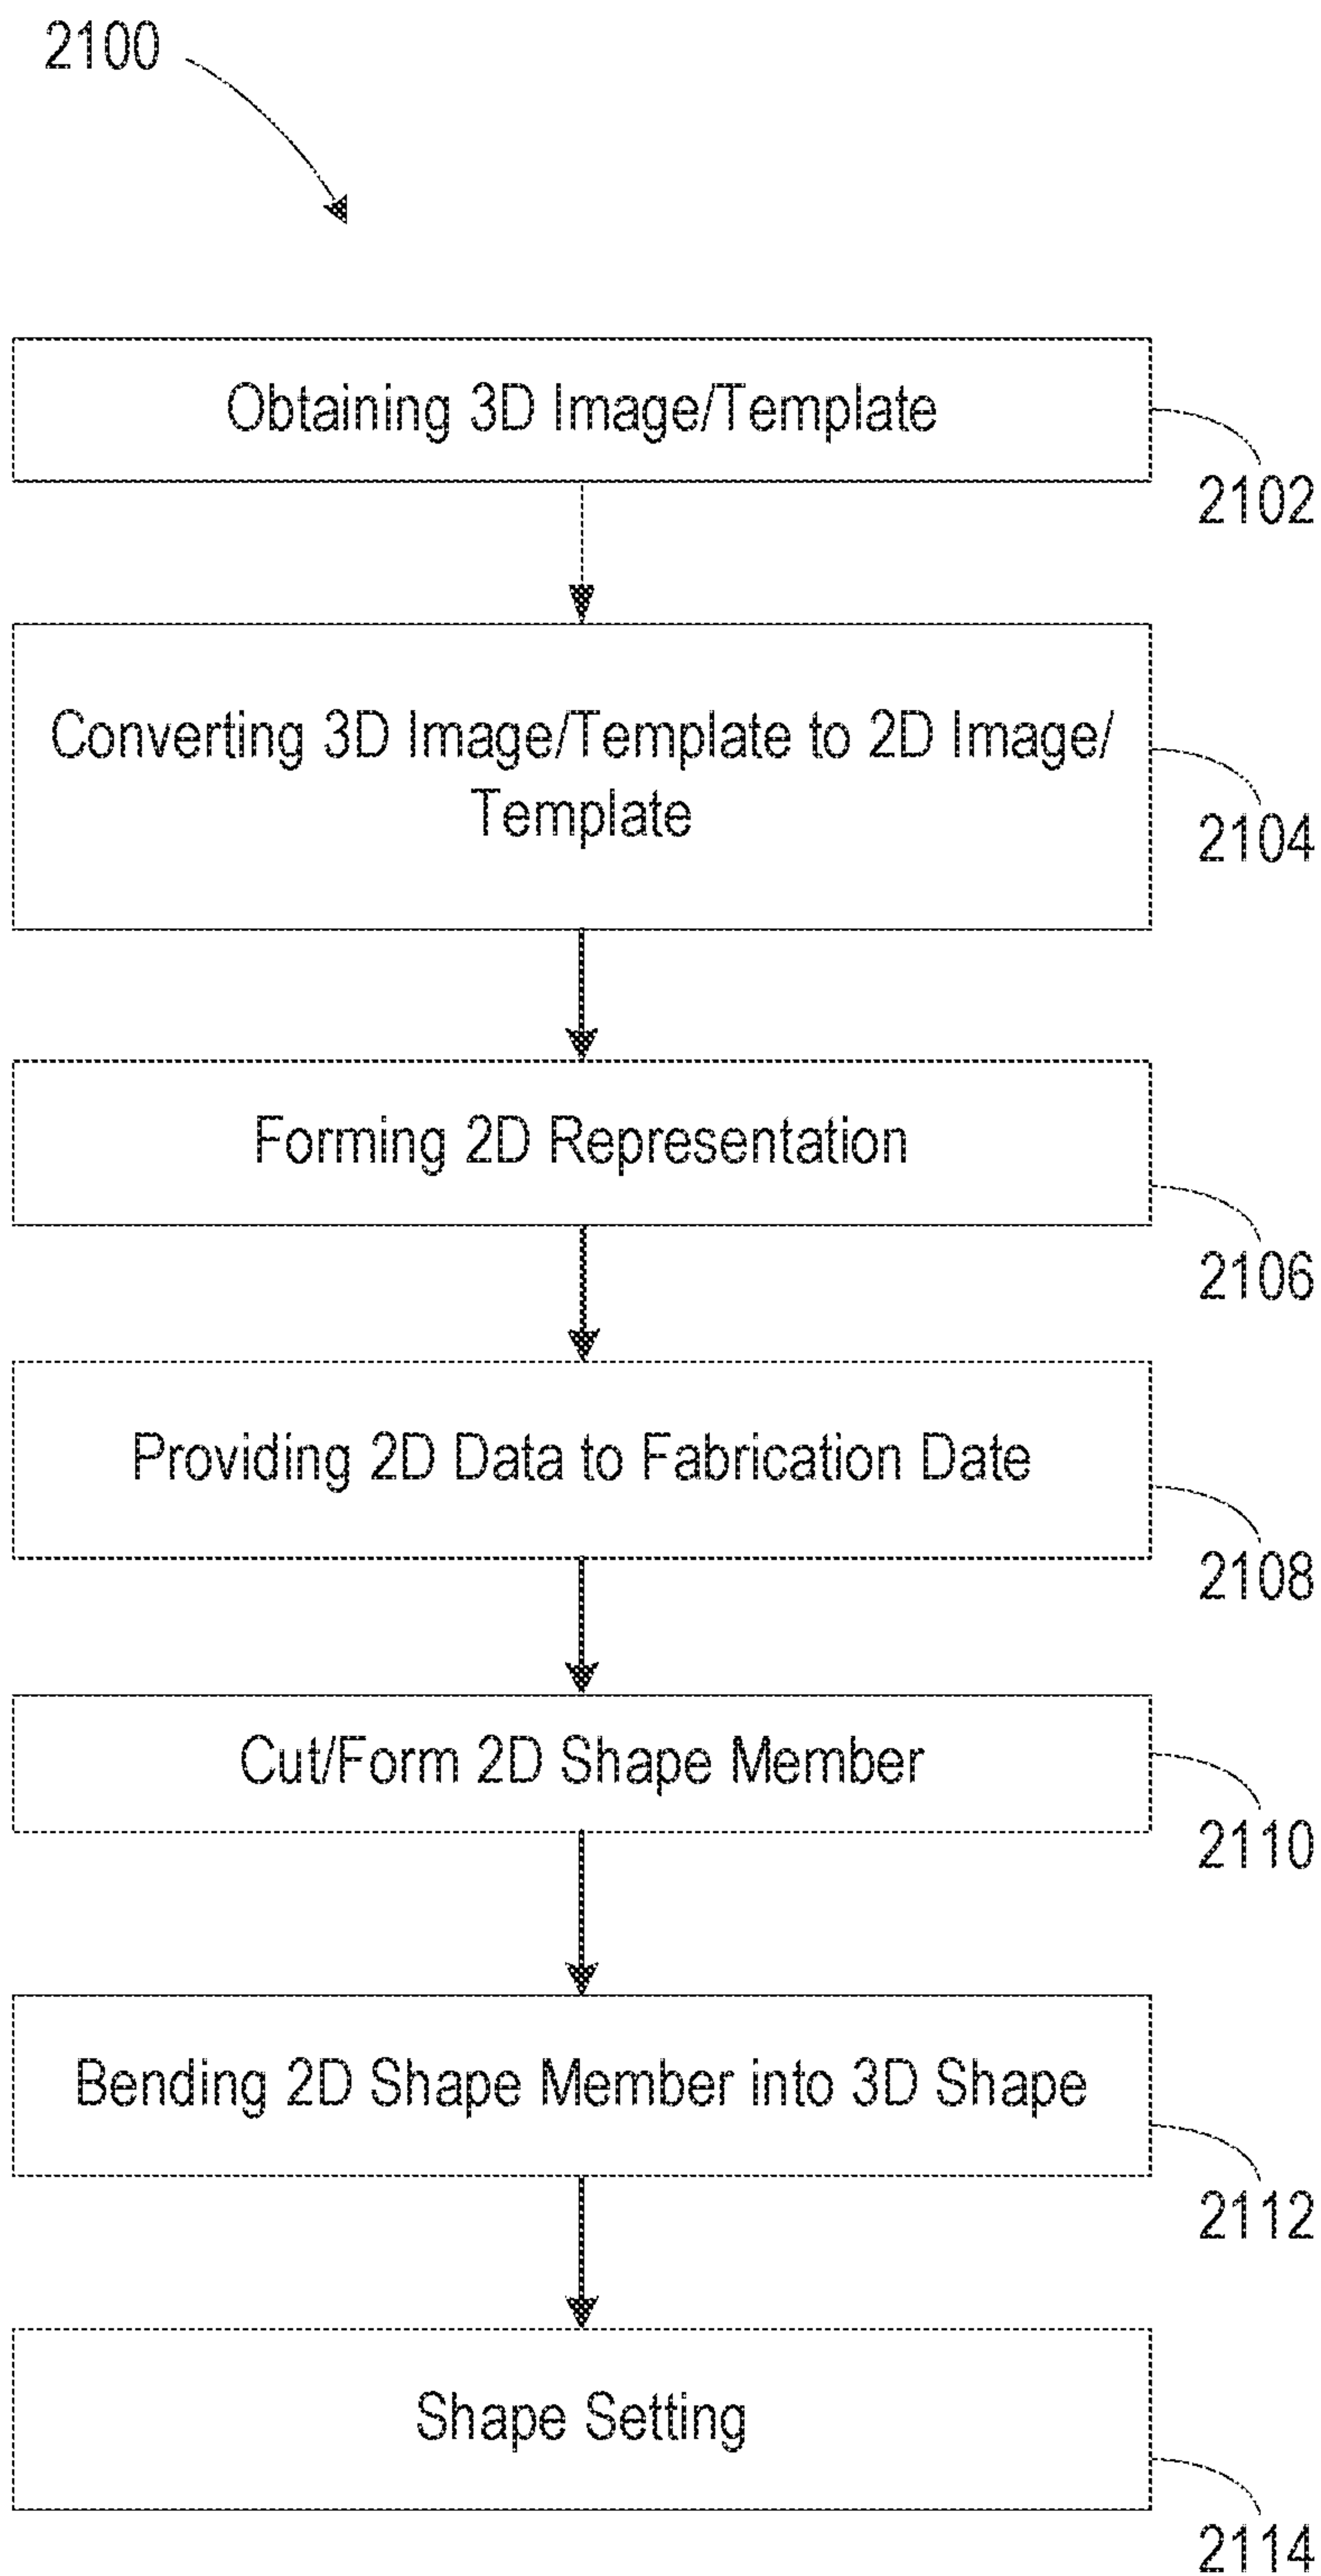 2100
Obtaining 3D Image/Template
2102
Converting 3D Image/Template to 2D Image/
Template
2104
Forming 2D Representation
2106
Providing 2D Data to Fabrication Date
2108
Cut/Form 2D Shape Member
2110
Bending 2D Shape Member into 3D Shape
2112
Shape Setting
2114